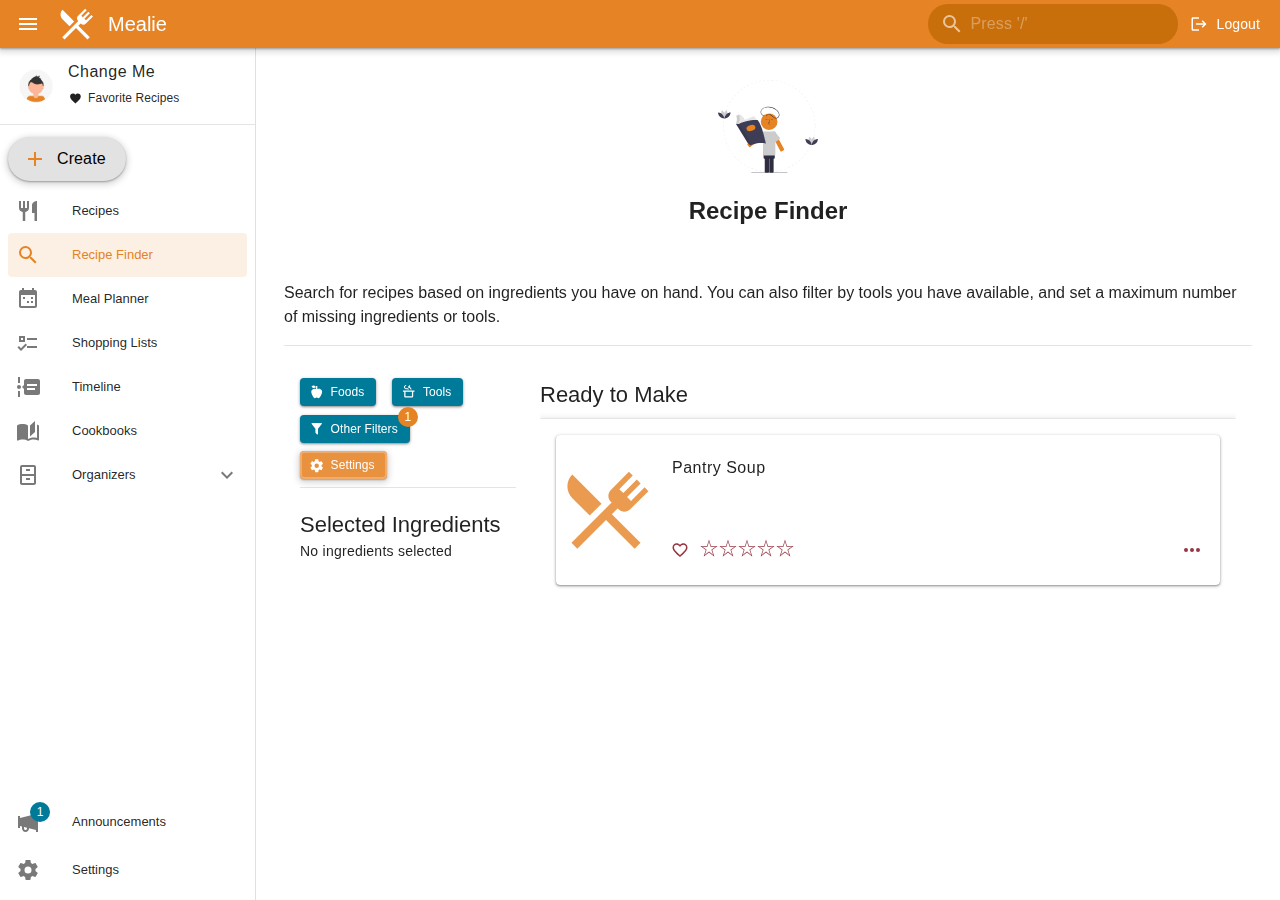 Mealie
Press '/'
Logout
Change Me
Favorite Recipes
Create
Recipes
Recipe Finder
Meal Planner
Shopping Lists
Timeline
Cookbooks
Organizers
1
Announcements
Settings
Recipe Finder
Search for recipes based on ingredients you have on hand. You can also filter by tools you have available, and set a maximum number
of missing ingredients or tools.
Foods
Tools
Other Filters
1
Settings
Selected Ingredients
No ingredients selected
Ready to Make
Pantry Soup